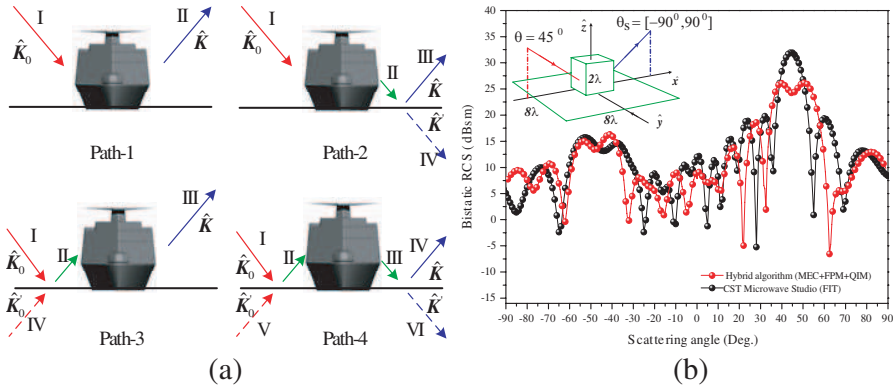 I
II
K̂₀
K̂
Path-1
I
II
III
K̂₀
K̂
K̂'
IV
Path-2
I
II
III
K̂₀
K̂
K̂'₀
IV
Path-3
I
II
III
IV
K̂₀
K̂
K̂'₀
K̂'
V
VI
Path-4
(a)
Bistatic RCS (dBsm)
40
35
30
25
20
15
10
5
0
-5
-10
-15
θ = 45⁰
ẑ
θS = [−90⁰, 90⁰]
2λ
x̂
8λ
8λ
ŷ
Hybrid algorithm (MEC+FPM+QIM)
CST Microwave Studio (FIT)
-90 -80 -70 -60 -50 -40 -30 -20 -10 0 10 20 30 40 50 60 70 80 90
Scattering angle (Deg.)
(b)